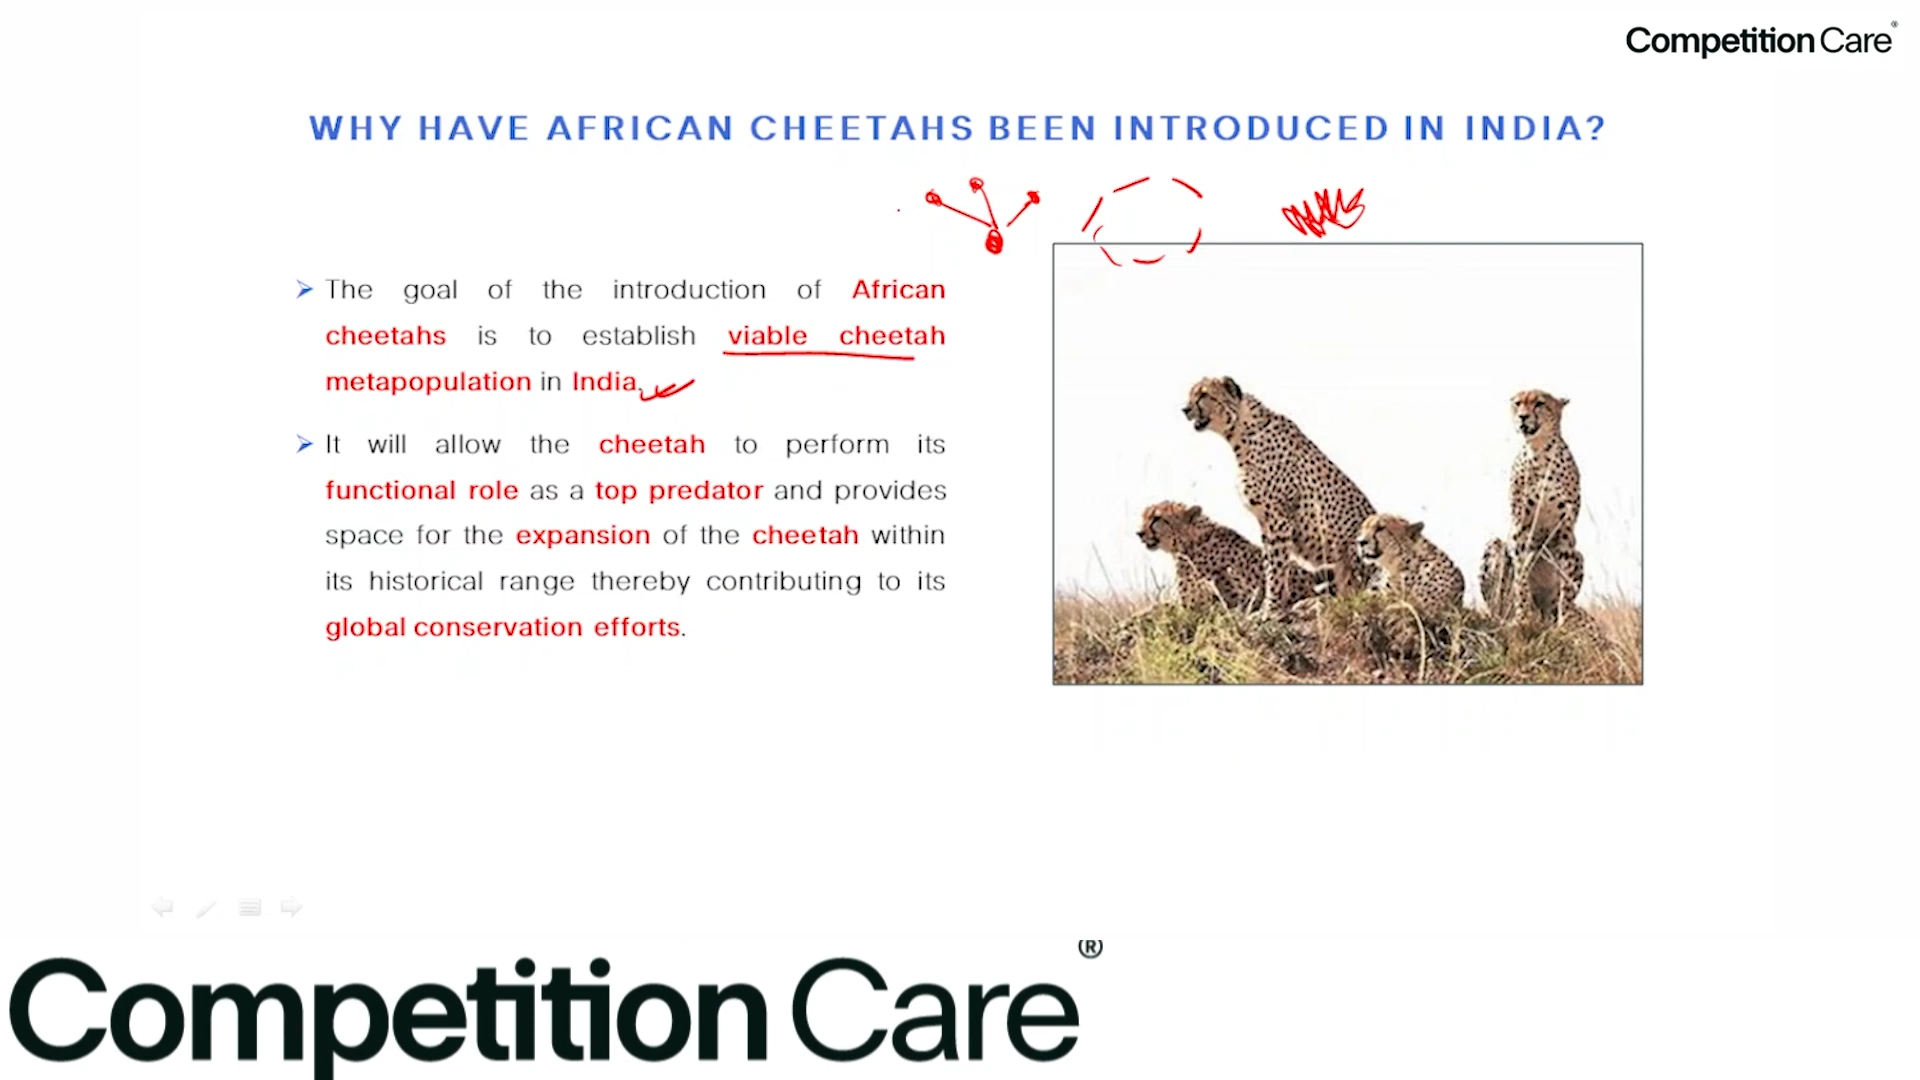 Competition Care®
WHY HAVE AFRICAN CHEETAHS BEEN INTRODUCED IN INDIA?
The goal of the introduction of African
cheetahs is to establish viable cheetah
metapopulation in India.
It will allow the cheetah to perform its
functional role as a top predator and provides
space for the expansion of the cheetah within
its historical range thereby contributing to its
global conservation efforts.
Competition Care®